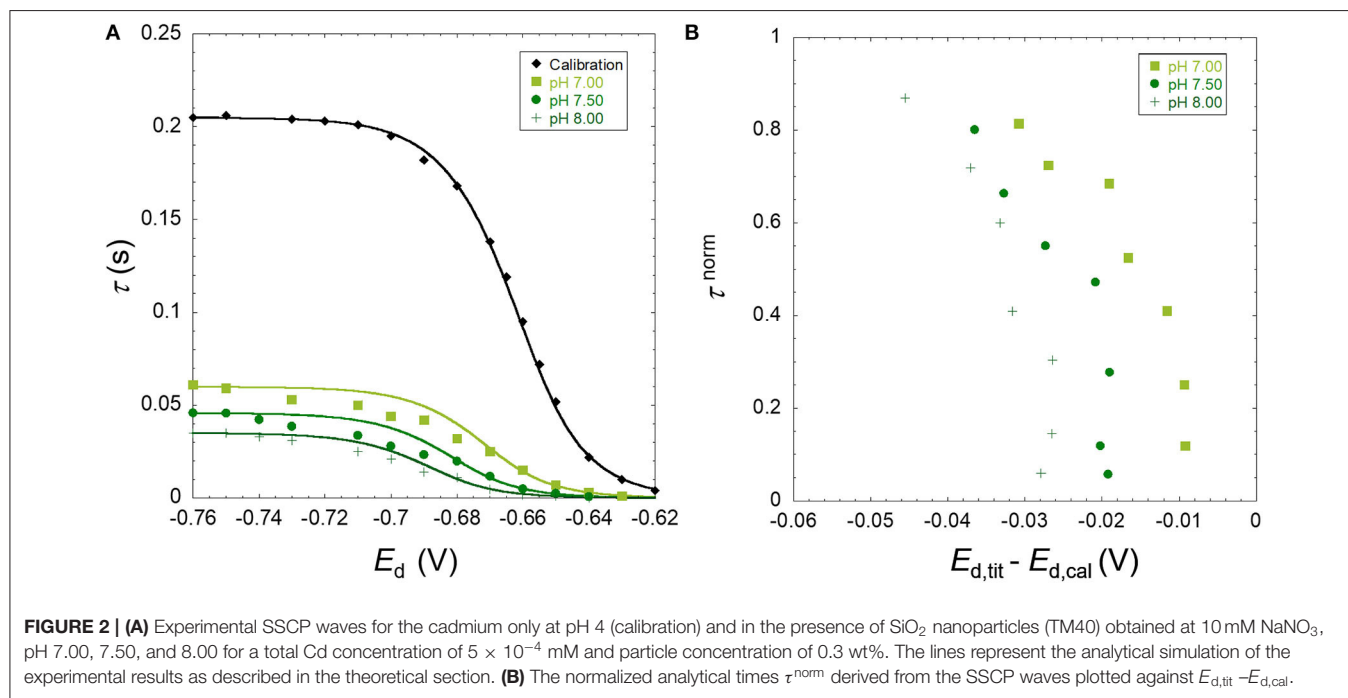 A
B
0.25
0.2
0.15
0.1
0.05
0
τ (s)
Calibration
pH 7.00
pH 7.50
pH 8.00
-0.76 -0.74 -0.72 -0.7 -0.68 -0.66 -0.64 -0.62
E_d (V)
1
0.8
0.6
0.4
0.2
0
τ^norm
pH 7.00
pH 7.50
pH 8.00
-0.06 -0.05 -0.04 -0.03 -0.02 -0.01 0
E_d,tit - E_d,cal (V)
FIGURE 2 | (A) Experimental SSCP waves for the cadmium only at pH 4 (calibration) and in the presence of SiO₂ nanoparticles (TM40) obtained at 10 mM NaNO₃,
pH 7.00, 7.50, and 8.00 for a total Cd concentration of 5 × 10⁻⁴ mM and particle concentration of 0.3 wt%. The lines represent the analytical simulation of the
experimental results as described in the theoretical section. (B) The normalized analytical times τ^norm derived from the SSCP waves plotted against E_d,tit –E_d,cal.